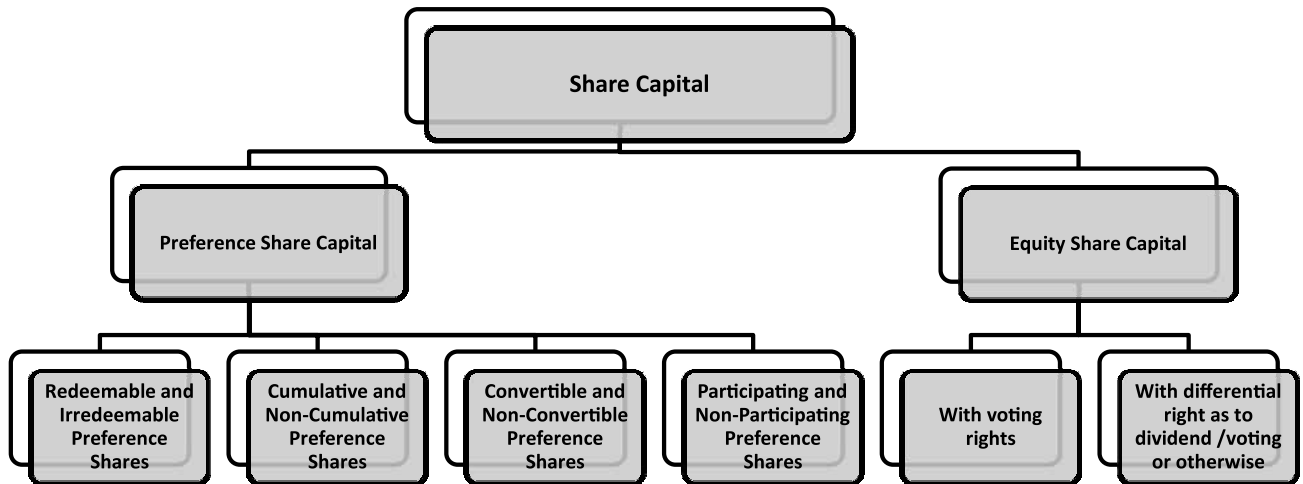 Share Capital
Preference Share Capital
Equity Share Capital
Redeemable and
Irredeemable
Preference
Shares
Cumulative and
Non-Cumulative
Preference
Shares
Convertible and
Non-Convertible
Preference
Shares
Participating and
Non-Participating
Preference
Shares
With voting
rights
With differential
right as to
dividend /voting
or otherwise